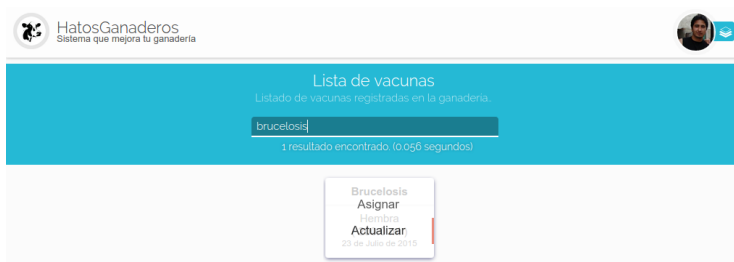 HatosGanaderos
Sistema que mejora tu ganadería
Lista de vacunas
Listado de vacunas registradas en la ganaderia.
brucelosis
1 resultado encontrado. (0.056 segundos)
Brucelosis
Asignar
Hembra
Actualizar
23 de Julio de 2015